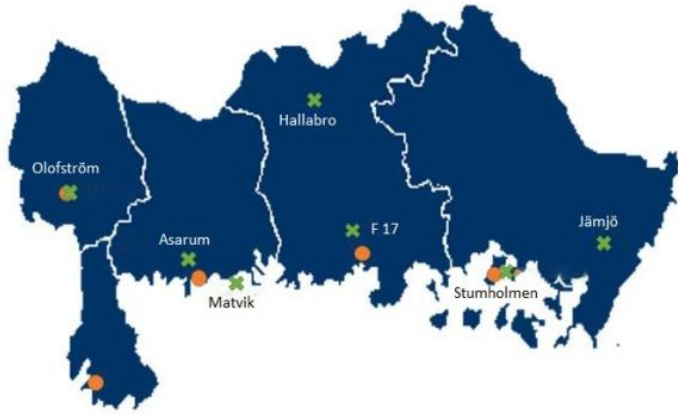 Hallabro
Olofström
F 17
Jämjö
Asarum
Stumholmen
Matvik